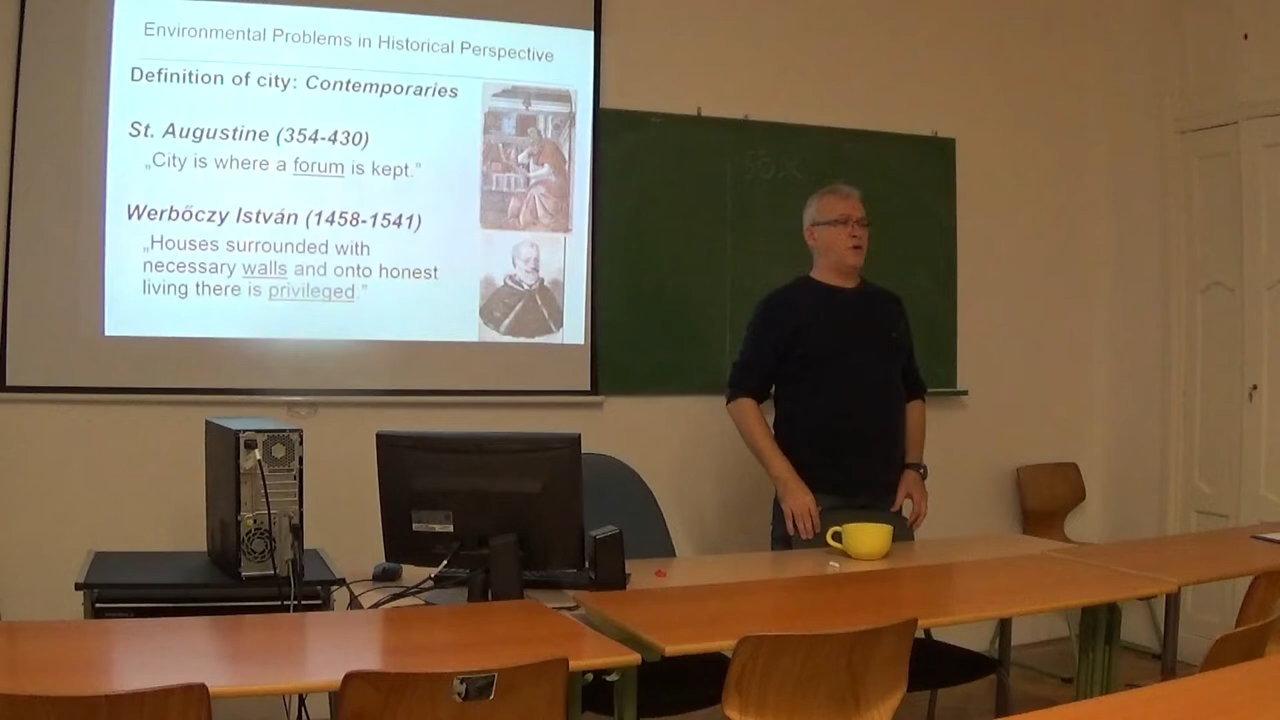 Environmental Problems in Historical Perspective
Definition of city: Contemporaries
St. Augustine (354-430)
„City is where a forum is kept.”
Werbőczy István (1458-1541)
„Houses surrounded with
necessary walls and onto honest
living there is privileged.”